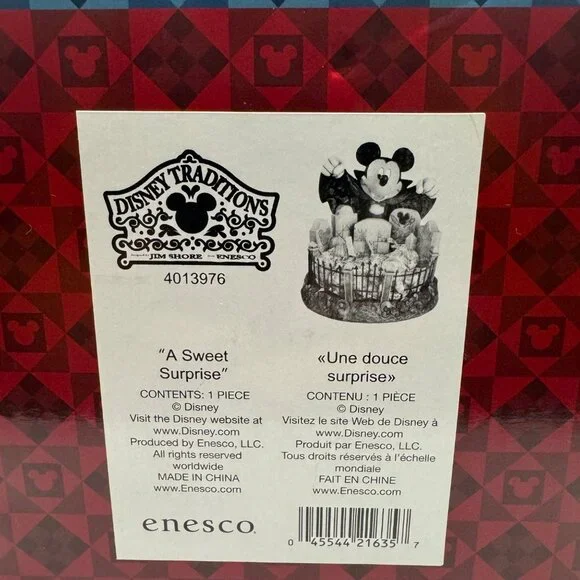 DISNEY TRADITIONS
JIM SHORE ENESCO
4013976
"A Sweet
Surprise"
CONTENTS: 1 PIECE
© Disney
Visit the Disney website at
www.Disney.com
Produced by Enesco, LLC.
All rights reserved
worldwide
MADE IN CHINA
www.Enesco.com
«Une douce
surprise»
CONTENU : 1 PIÈCE
© Disney
Visitez le site Web de Disney à
www.Disney.com
Produit par Enesco, LLC.
Tous droits réservés à l'échelle
mondiale
FAIT EN CHINE
www.Enesco.com
enesco.
0 45544 21635 7